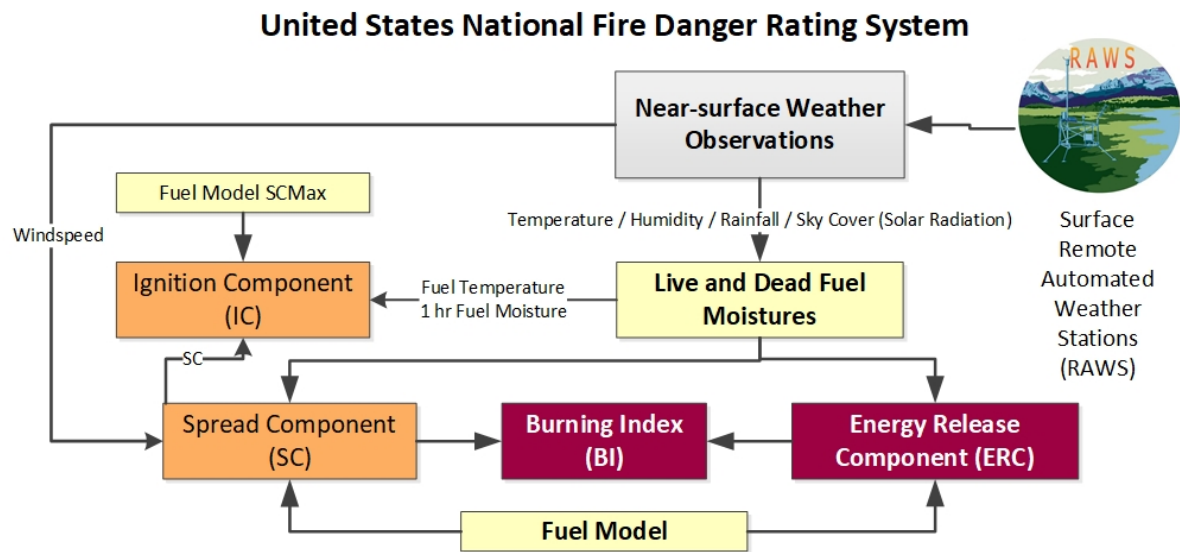 United States National Fire Danger Rating System
RAWS
Near-surface Weather
Observations
Fuel Model SCMax
Windspeed
Temperature / Humidity / Rainfall / Sky Cover (Solar Radiation)
Surface
Remote
Automated
Weather
Stations
(RAWS)
Ignition Component
(IC)
Fuel Temperature
1 hr Fuel Moisture
Live and Dead Fuel
Moistures
SC
Spread Component
(SC)
Burning Index
(BI)
Energy Release
Component (ERC)
Fuel Model